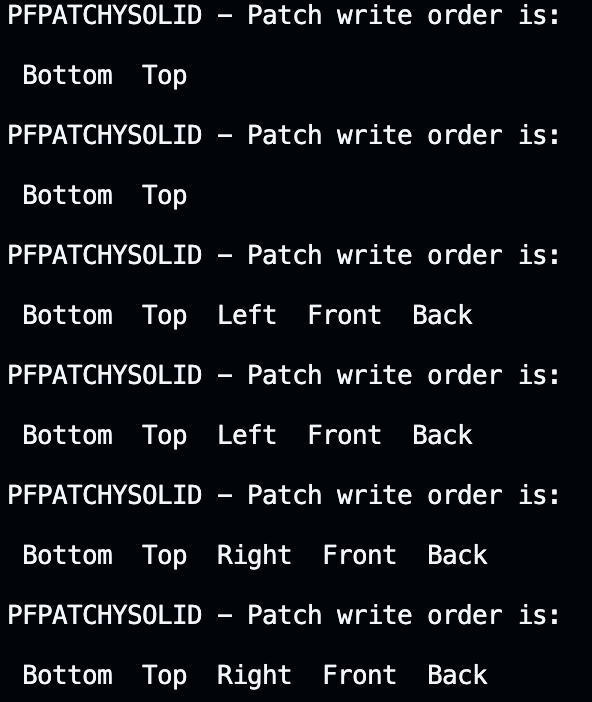 PFPATCHYSOLID - Patch write order is:
Bottom  Top
PFPATCHYSOLID - Patch write order is:
Bottom  Top
PFPATCHYSOLID - Patch write order is:
Bottom  Top  Left  Front  Back
PFPATCHYSOLID - Patch write order is:
Bottom  Top  Left  Front  Back
PFPATCHYSOLID - Patch write order is:
Bottom  Top  Right  Front  Back
PFPATCHYSOLID - Patch write order is:
Bottom  Top  Right  Front  Back